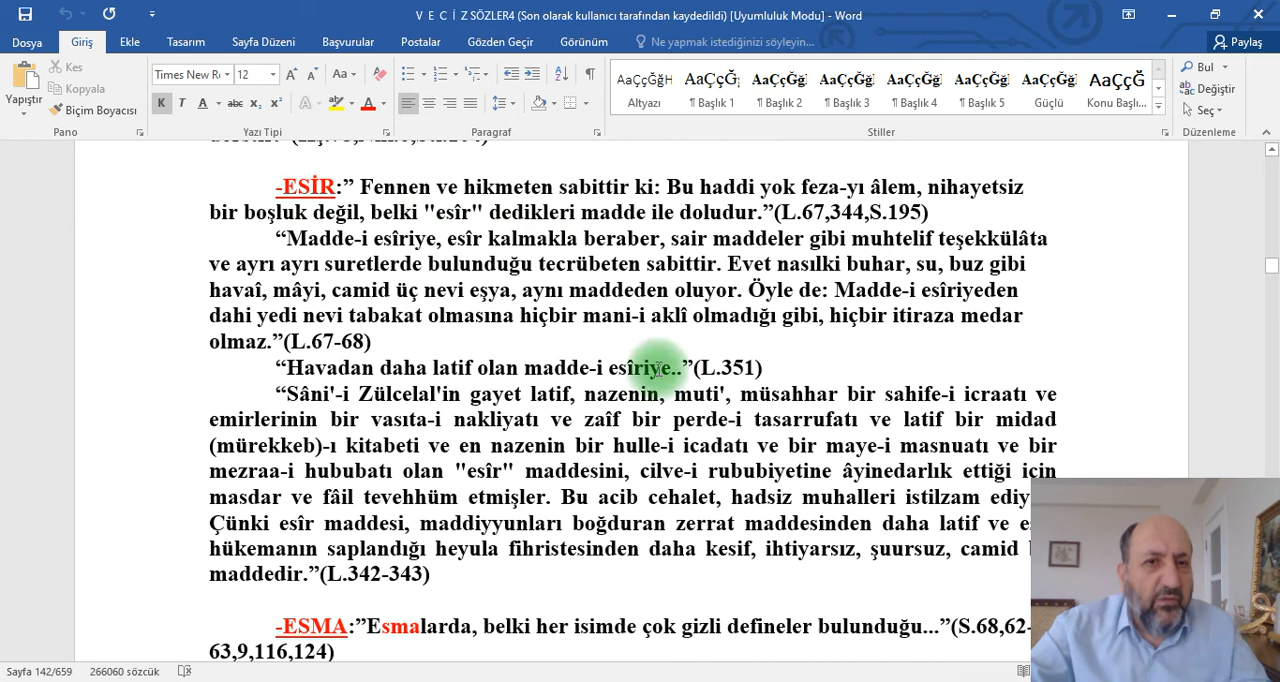 V E C İ Z SÖZLER4 (Son olarak kullanıcı tarafından kaydedildi) [Uyumluluk Modu] - Word
Dosya Giriş Ekle Tasarım Sayfa Düzeni Başvurular Postalar Gözden Geçir Görünüm Ne yapmak istediğinizi söyleyin... Paylaş
Yapıştır
Kes
Kopyala
Biçim Boyacısı
Times New Ro 12
AaÇçĞğH AaÇçĞ; AaÇçĞğ AaÇçĞğ AaÇçĞğ AaÇçĞğ AaÇçĞğ AaÇçĞ
Altyazı ¶ Başlık 1 ¶ Başlık 2 ¶ Başlık 3 ¶ Başlık 4 ¶ Başlık 5 Güçlü Konu Başlı...
Bul
Değiştir
Seç
Pano Yazı Tipi Paragraf Stiller Düzenleme
-ESİR:” Fennen ve hikmeten sabittir ki: Bu haddi yok feza-yı âlem, nihayetsiz
bir boşluk değil, belki "esîr" dedikleri madde ile doludur.”(L.67,344,S.195)
“Madde-i esîriye, esîr kalmakla beraber, sair maddeler gibi muhtelif teşekkülâta
ve ayrı ayrı suretlerde bulunduğu tecrübeten sabittir. Evet nasılki buhar, su, buz gibi
havaî, mâyi, camid üç nevi eşya, aynı maddeden oluyor. Öyle de: Madde-i esîriyeden
dahi yedi nevi tabakat olmasına hiçbir mani-i aklî olmadığı gibi, hiçbir itiraza medar
olmaz.”(L.67-68)
“Havadan daha latif olan madde-i esîriye..”(L.351)
“Sâni'-i Zülcelal'in gayet latif, nazenin, muti', müsahhar bir sahife-i icraatı ve
emirlerinin bir vasıta-i nakliyatı ve zaîf bir perde-i tasarrufatı ve latif bir midad
(mürekkeb)-ı kitabeti ve en nazenin bir hulle-i icadatı ve bir maye-i masnuatı ve bir
mezraa-i hububatı olan "esîr" maddesini, cilve-i rububiyetine âyinedarlık ettiği için
masdar ve fâil tevehhüm etmişler. Bu acib cehalet, hadsiz muhalleri istilzam
Çünki esîr maddesi, maddiyyunları boğduran zerrat maddesinden daha latif ve
hükemanın saplandığı heyula fihristesinden daha kesif, ihtiyarsız, şuursuz, camid
maddedir.”(L.342-343)
-ESMA:”Esmalarda, belki her isimde çok gizli defineler bulunduğu...”(S.68,62-
63,9,116,124)
Sayfa 142/659 266060 sözcük